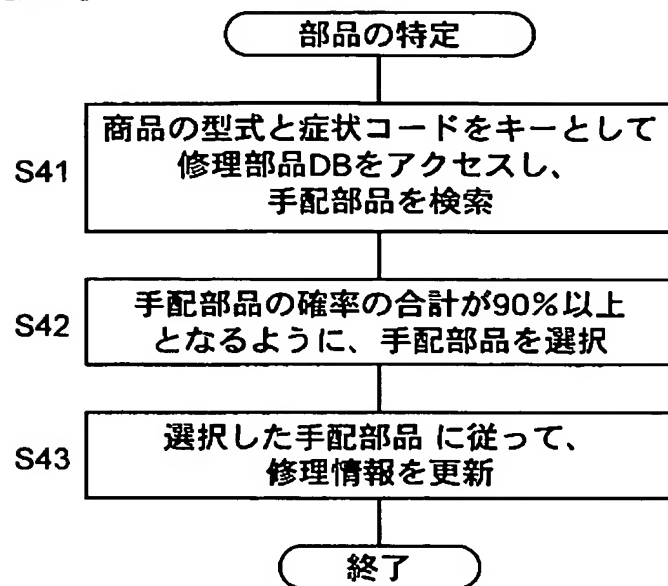 部品の特定
S41
商品の型式と症状コードをキーとして
修理部品DBをアクセスし、
手配部品を検索
S42
手配部品の確率の合計が90%以上
となるように、手配部品を選択
S43
選択した手配部品 に従って、
修理情報を更新
終了